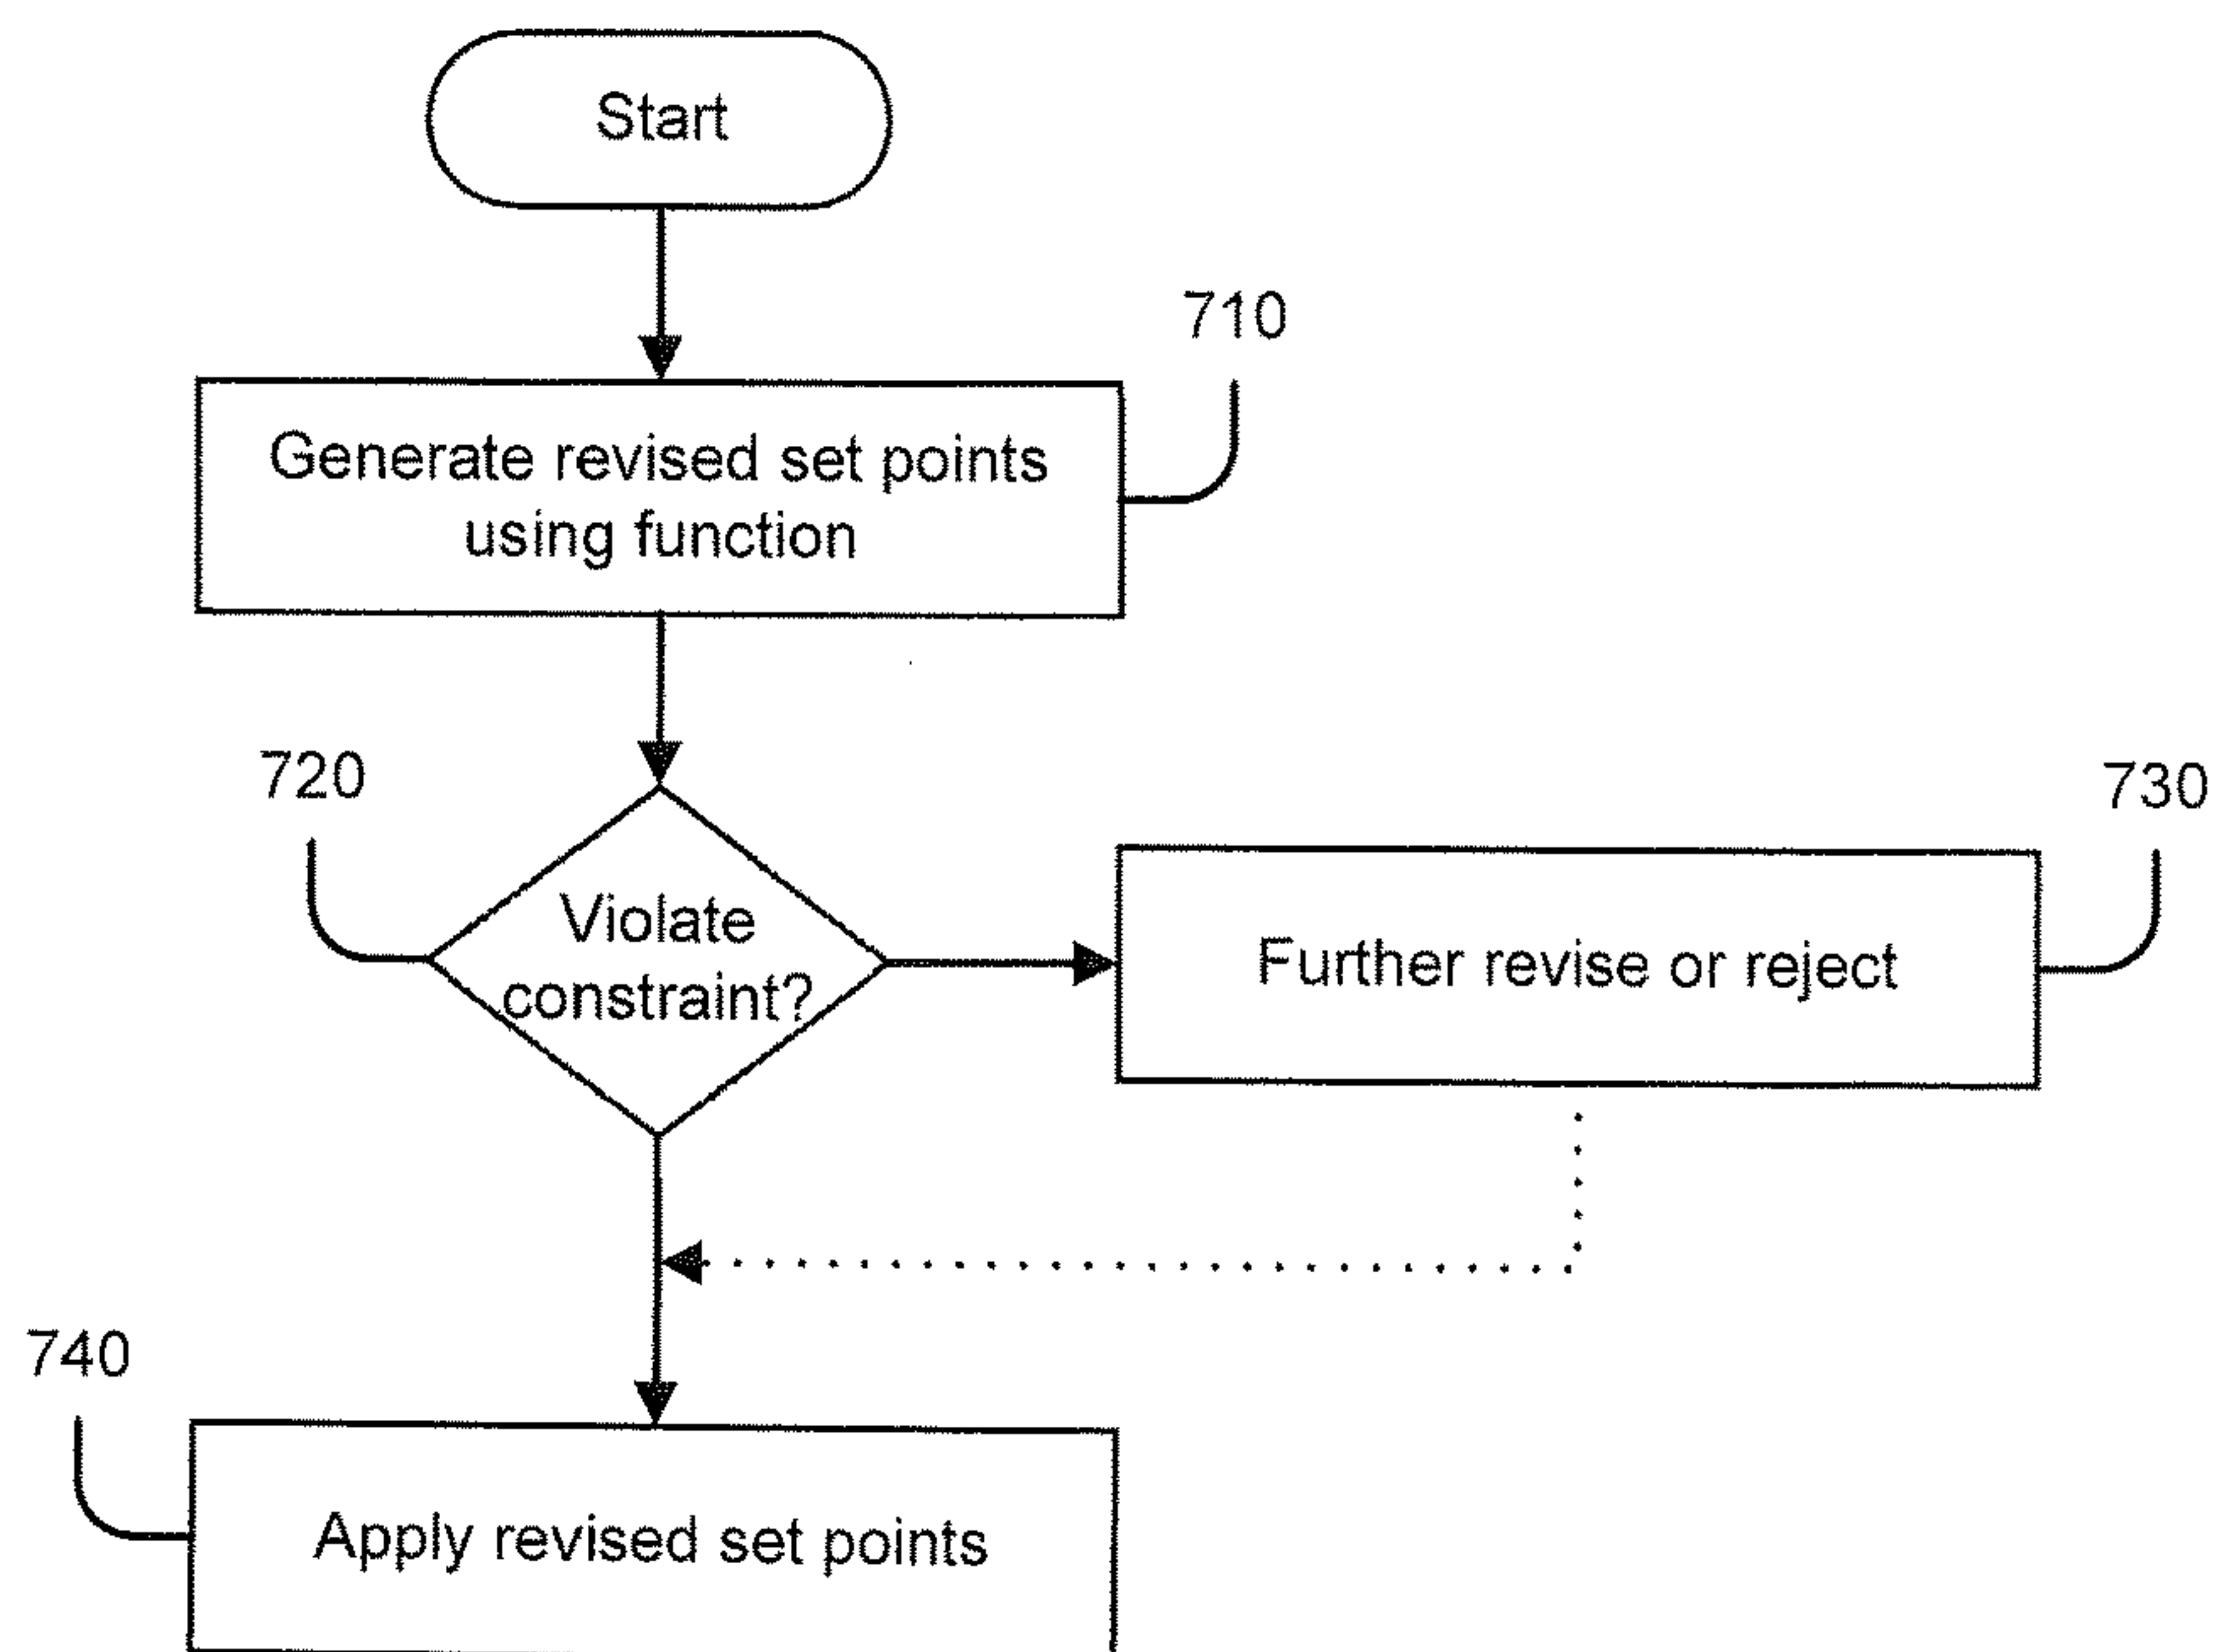 Start
710
Generate revised set points
using function
720
Violate
constraint?
730
Further revise or reject
740
Apply revised set points